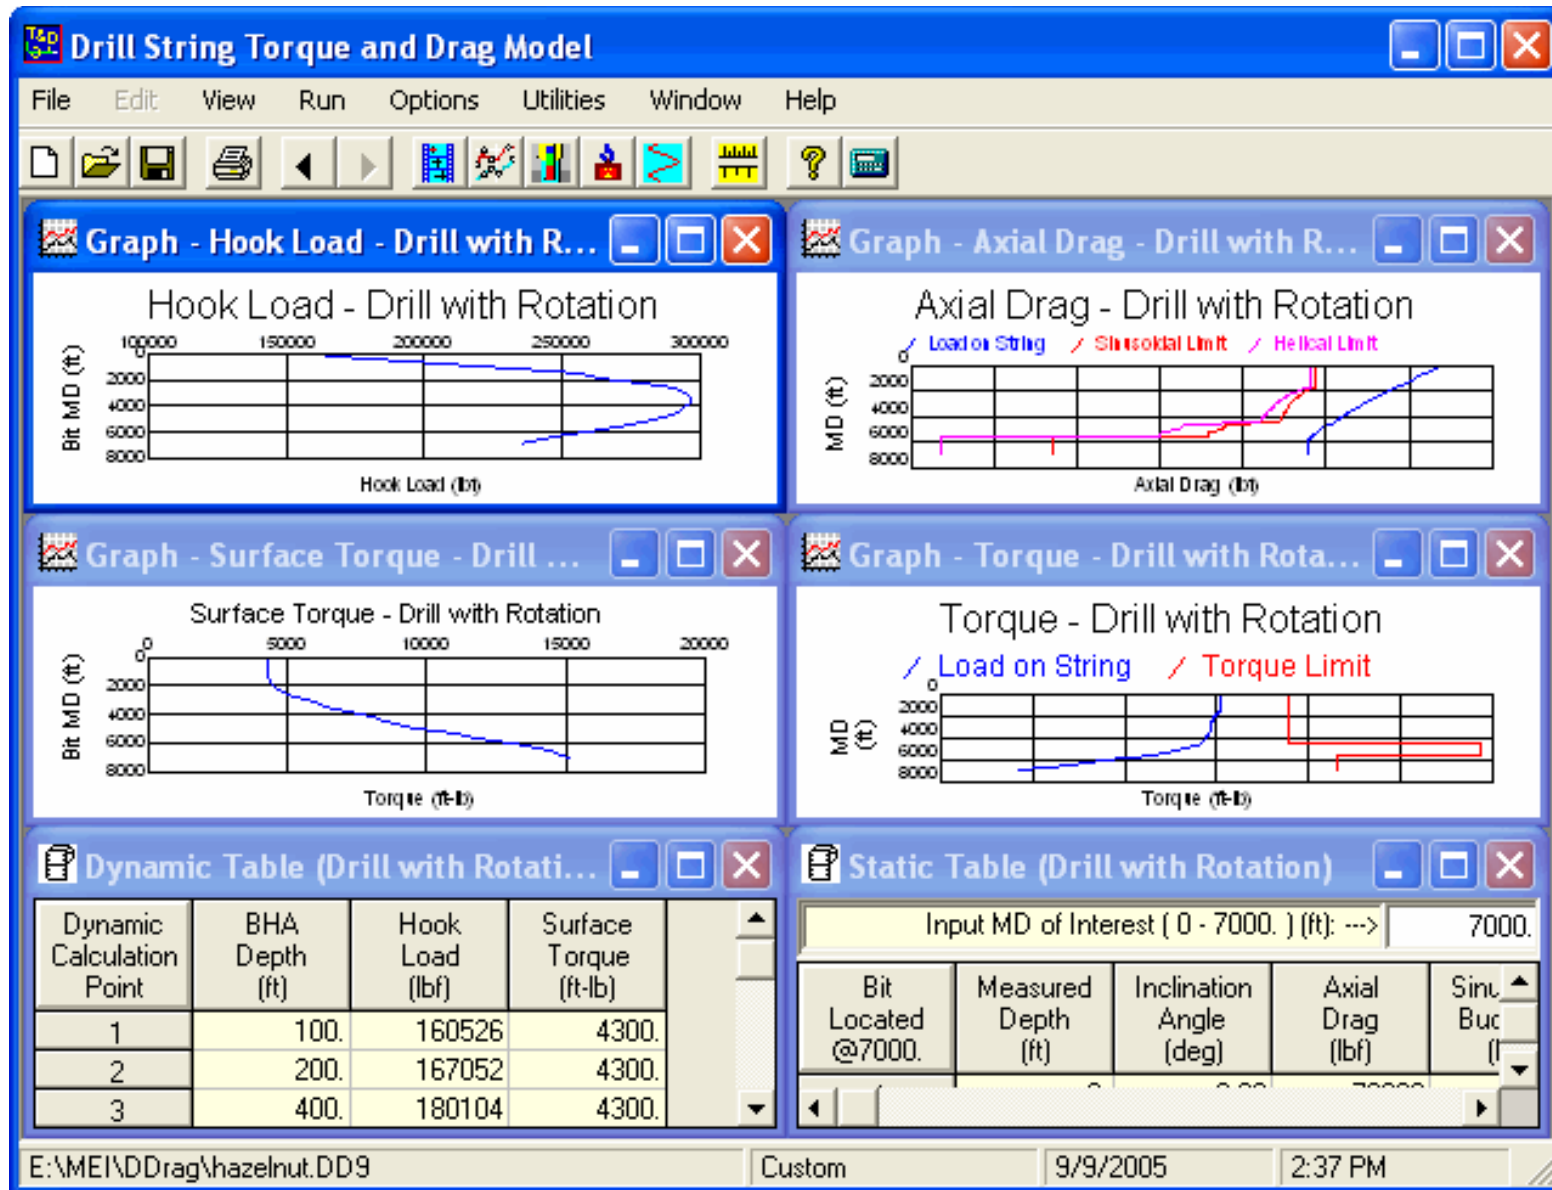 T&D Drill String Torque and Drag Model
File Edit View Run Options Utilities Window Help
Graph - Hook Load - Drill with R...
Hook Load - Drill with Rotation
100000 150000 200000 250000 300000
Bit MD (ft)
0
2000
4000
6000
8000
Hook Load (lbf)
Graph - Axial Drag - Drill with R...
Axial Drag - Drill with Rotation
Load on String Sinusoidal Limit Helical Limit
MD (ft)
0
2000
4000
6000
8000
Axial Drag (lbf)
Graph - Surface Torque - Drill ...
Surface Torque - Drill with Rotation
0 5000 10000 15000 20000
Bit MD (ft)
0
2000
4000
6000
8000
Torque (ft-lb)
Graph - Torque - Drill with Rota...
Torque - Drill with Rotation
Load on String Torque Limit
MD (ft)
0
2000
4000
6000
8000
Torque (ft-lb)
Dynamic Table (Drill with Rotati...
Dynamic Calculation Point BHA Depth (ft) Hook Load (lbf) Surface Torque (ft-lb)
1 100. 160526 4300.
2 200. 167052 4300.
3 400. 180104 4300.
Static Table (Drill with Rotation)
Input MD of Interest ( 0 - 7000. ) (ft): ---> 7000.
Bit Located @7000. Measured Depth (ft) Inclination Angle (deg) Axial Drag (lbf)
E:\MEI\DDrag\hazelnut.DD9 Custom 9/9/2005 2:37 PM